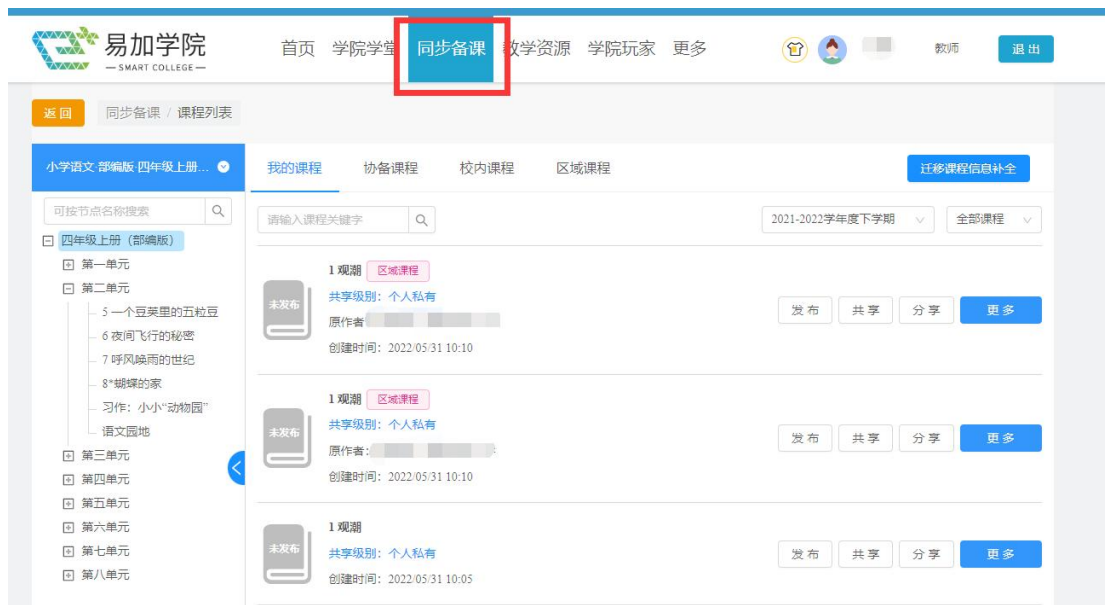 易加学院
— SMART COLLEGE —
首页 学院学堂 同步备课 教学资源 学院玩家 更多
教师
退出
返回
同步备课 / 课程列表
小学语文·部编版·四年级上册...
我的课程 协备课程 校内课程 区域课程
迁移课程信息补全
可按节点名称搜索
请输入课程关键字
2021-2022学年度下学期
全部课程
四年级上册（部编版）
第一单元
第二单元
5 一个豆荚里的五粒豆
6 夜间飞行的秘密
7 呼风唤雨的世纪
8*蝴蝶的家
习作：小小“动物园”
语文园地
第三单元
第四单元
第五单元
第六单元
第七单元
第八单元
未发布
1 观潮 区域课程
共享级别：个人私有
原作者
创建时间：2022/05/31 10:10
发布 共享 分享 更多
未发布
1 观潮 区域课程
共享级别：个人私有
原作者：
创建时间：2022/05/31 10:10
发布 共享 分享 更多
未发布
1 观潮
共享级别：个人私有
创建时间：2022/05/31 10:05
发布 共享 分享 更多